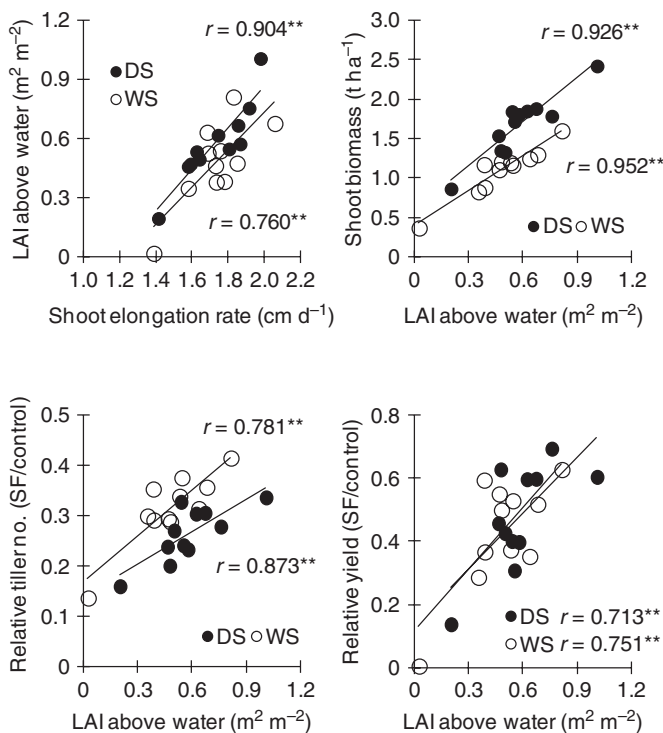 LAI above water (m² m⁻²)
1.2
0.9
0.6
0.3
0
r = 0.904**
DS
WS
r = 0.760**
1.0 1.2 1.4 1.6 1.8 2.0 2.2
Shoot elongation rate (cm d⁻¹)
Shoot biomass (t ha⁻¹)
3.0
2.5
2.0
1.5
1.0
0.5
0
r = 0.926**
r = 0.952**
DS WS
0 0.3 0.6 0.9 1.2
LAI above water (m² m⁻²)
Relative tiller no. (SF/control)
0.5
0.4
0.3
0.2
0.1
0
r = 0.781**
r = 0.873**
DS WS
0 0.3 0.6 0.9 1.2
LAI above water (m² m⁻²)
Relative yield (SF/control)
0.8
0.6
0.4
0.2
0
DS r = 0.713**
WS r = 0.751**
0 0.3 0.6 0.9 1.2
LAI above water (m² m⁻²)